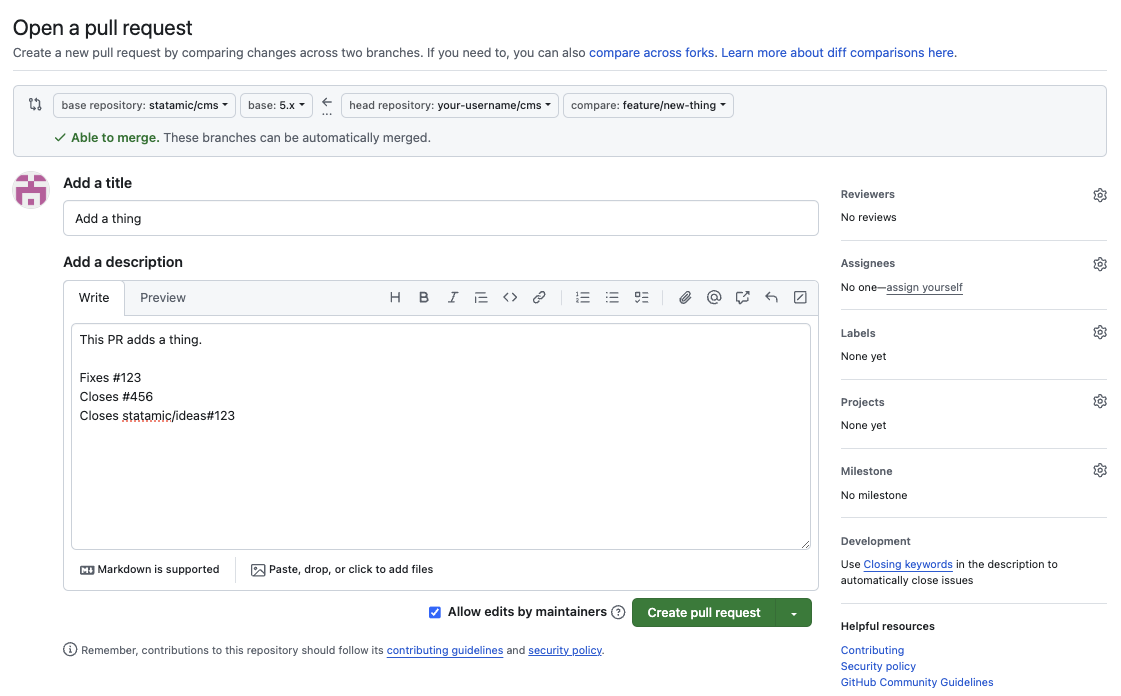 Open a pull request
Create a new pull request by comparing changes across two branches. If you need to, you can also compare across forks. Learn more about diff comparisons here.
base repository: statamic/cms base: 5.x ... head repository: your-username/cms compare: feature/new-thing
Able to merge. These branches can be automatically merged.
Add a title
Add a thing
Add a description
Write Preview
This PR adds a thing.
Fixes #123
Closes #456
Closes statamic/ideas#123
Markdown is supported Paste, drop, or click to add files
Allow edits by maintainers Create pull request
Remember, contributions to this repository should follow its contributing guidelines and security policy.
Reviewers
No reviews
Assignees
No one—assign yourself
Labels
None yet
Projects
None yet
Milestone
No milestone
Development
Use Closing keywords in the description to
automatically close issues
Helpful resources
Contributing
Security policy
GitHub Community Guidelines